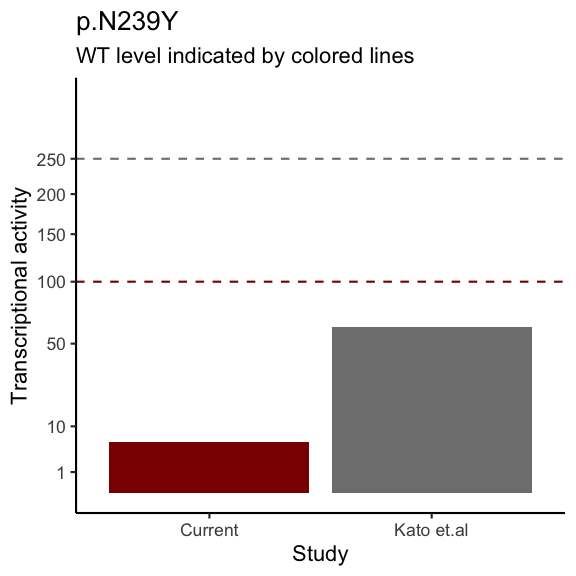 p.N239Y
WT level indicated by colored lines
Transcriptional activity
250
200
150
100
50
10
1
Current
Kato et.al
Study